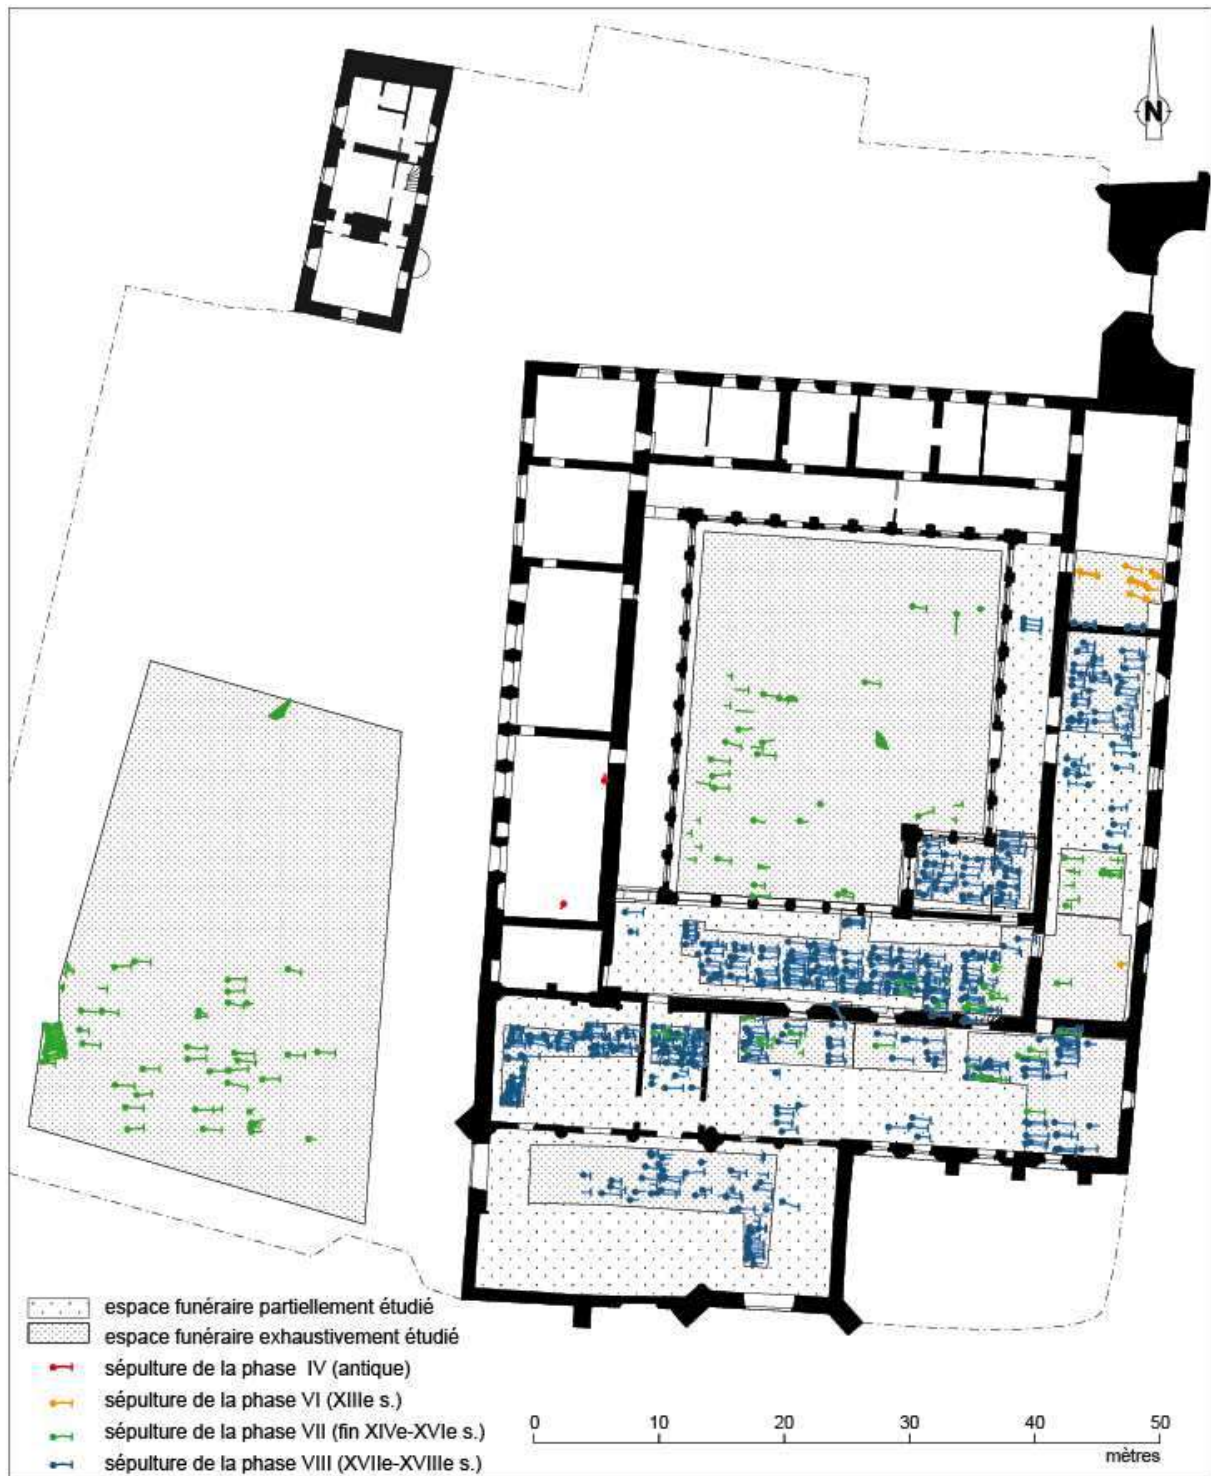 N
espace funéraire partiellement étudié
espace funéraire exhaustivement étudié
sépulture de la phase IV (antique)
sépulture de la phase VI (XIIIe s.)
sépulture de la phase VII (fin XIVe-XVIe s.)
sépulture de la phase VIII (XVIIe-XVIIIe s.)
0 10 20 30 40 50
mètres